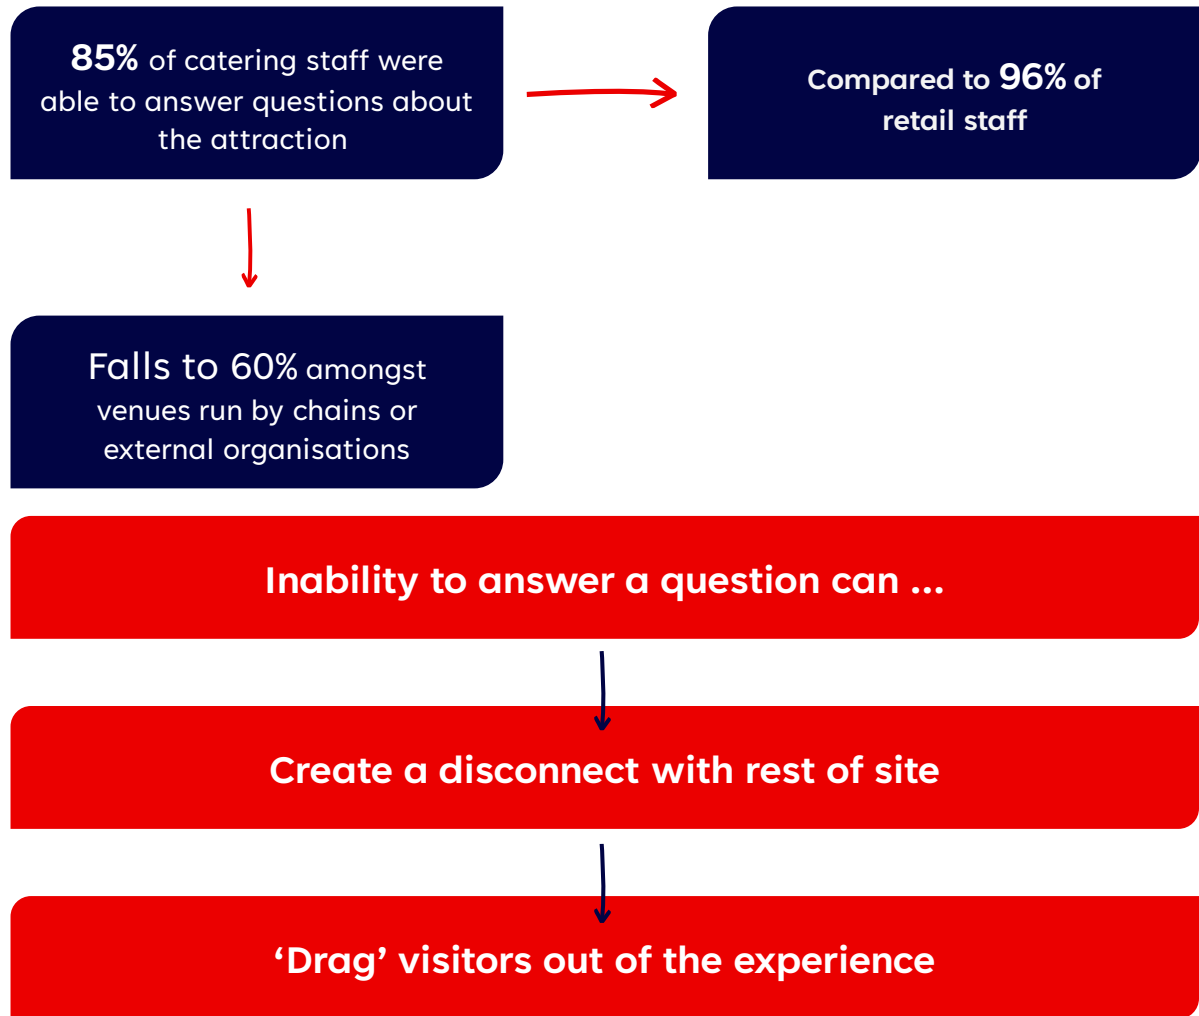 85% of catering staff were
able to answer questions about
the attraction
Compared to 96% of
retail staff
Falls to 60% amongst
venues run by chains or
external organisations
Inability to answer a question can ...
Create a disconnect with rest of site
‘Drag’ visitors out of the experience